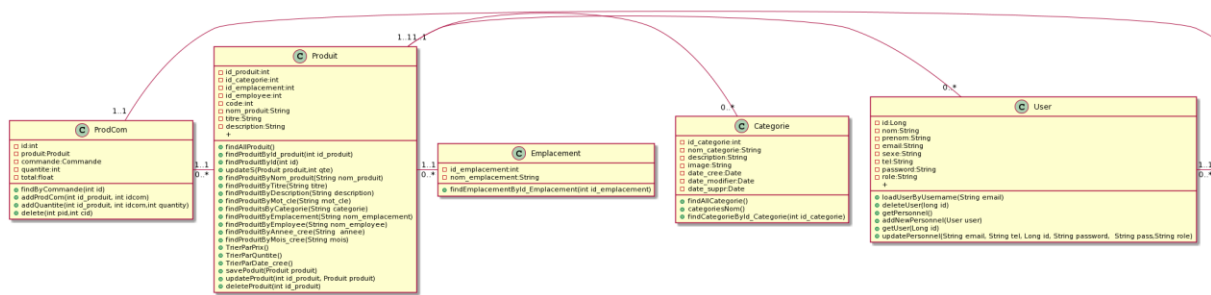 1..11 1
1..1
0..*
0..*
C ProdCom
id:int
produit:Produit
commande:Commande
quantite:int
total:float
findByCommande(int id)
addProdCom(int id_produit, int idcom)
addQuantite(int id_produit, int idcom,int quantity)
delete(int pid,int cid)
1..1
0..*
C Produit
id_produit:int
id_categorie:int
id_emplacement:int
id_employee:int
code:int
nom_produit:String
titre:String
description:String
+
findAllProduit()
findProduitById_produit(int id_produit)
findProduitById(int id)
updateS(Produit produit,int qte)
findProduitByNom_produit(String nom_produit)
findProduitByTitre(String titre)
findProduitByDescription(String description)
findProduitByMot_cle(String mot_cle)
findProduitsByCategorie(String categorie)
findProduitByEmplacement(String nom_emplacement)
findProduitByEmployee(String nom_employee)
findProduitByAnnee_cree(String annee)
findProduitByMois_cree(String mois)
TrierParPrix()
TrierParQuntite()
TrierParDate_cree()
savePoduit(Produit produit)
updateProduit(int id_produit, Produit produit)
deleteProduit(int id_produit)
1..1
0..*
C Emplacement
id_emplacement:int
nom_emplacement:String
findEmplacementById_Emplacement(int id_emplacement)
C Categorie
id_categorie:int
nom_categorie:String
description:String
image:String
date_cree:Date
date_modifier:Date
date_suppr:Date
findAllCategorie()
categoriesNom()
findCategorieById_Categorie(int id_categorie)
C User
id:Long
nom:String
prenom:String
email:String
sexe:String
tel:String
password:String
role:String
+
loadUserByUsername(String email)
deleteUser(long id)
getPersonnel()
addNewPersonnel(User user)
getUser(Long id)
updatePersonnel(String email, String tel, Long id, String password, String pass,String role)
1..1
0..*